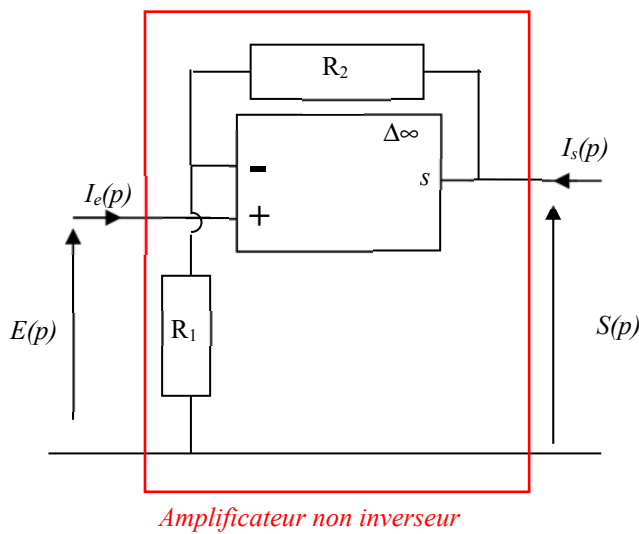 R₂
Δ∞
-
s
+
Iₑ(p)
Iₛ(p)
R₁
E(p)
S(p)
Amplificateur non inverseur